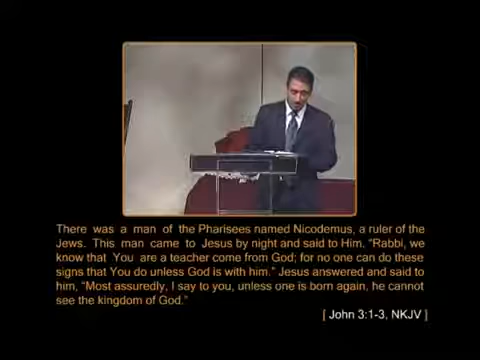 There was a man of the Pharisees named Nicodemus, a ruler of the
Jews. This man came to Jesus by night and said to Him, “Rabbi, we
know that You are a teacher come from God; for no one can do these
signs that You do unless God is with him.” Jesus answered and said to
him, “Most assuredly, I say to you, unless one is born again, he cannot
see the kingdom of God.”
[ John 3:1-3, NKJV ]